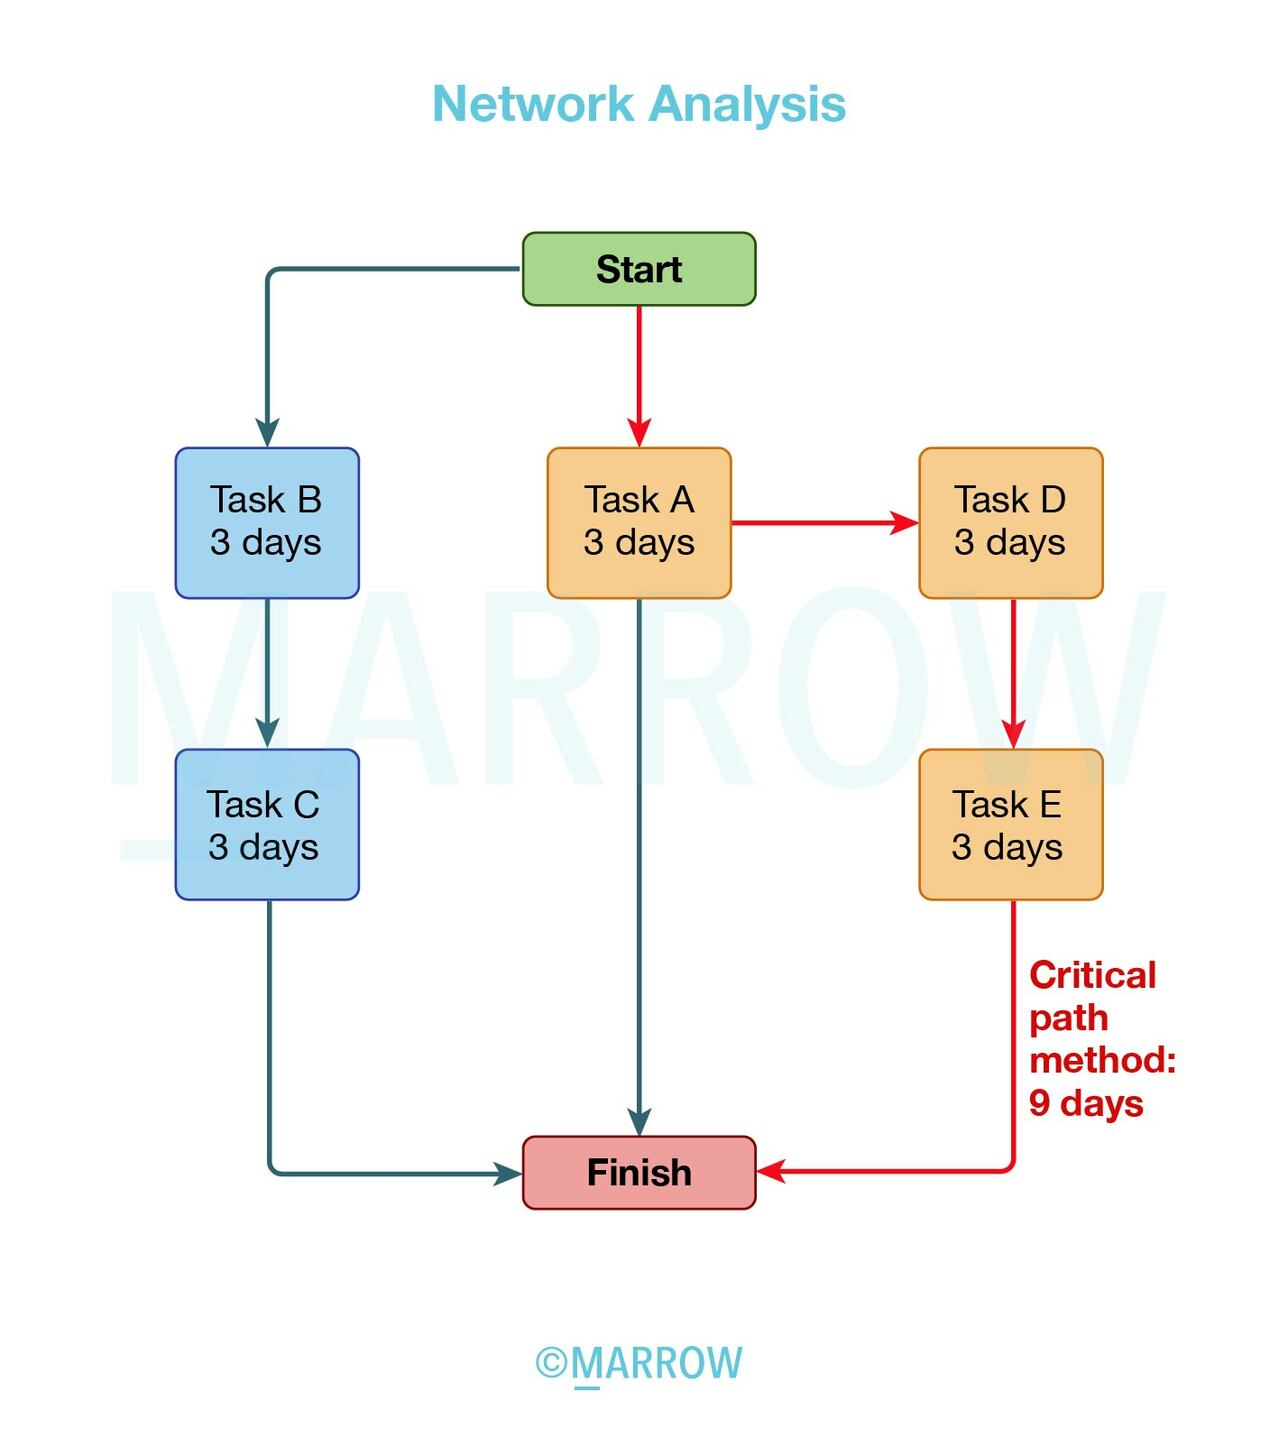 Network Analysis
Start
Task B
3 days
Task A
3 days
Task D
3 days
MARROW
Task C
3 days
Task E
3 days
Critical
path
method:
9 days
Finish
©MARROW